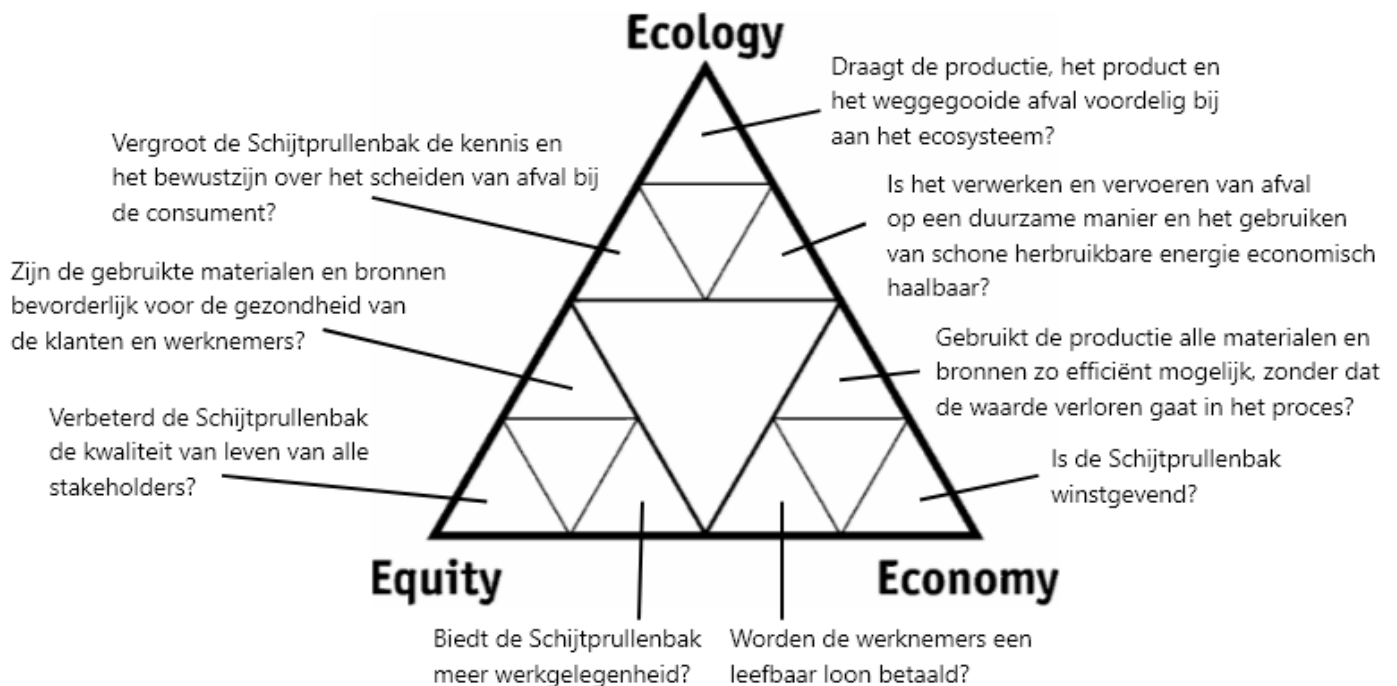 Ecology
Draagt de productie, het product en
het weggegooide afval voordelig bij
aan het ecosysteem?
Vergroot de Schijtprullenbak de kennis en
het bewustzijn over het scheiden van afval bij
de consument?
Is het verwerken en vervoeren van afval
op een duurzame manier en het gebruiken
van schone herbruikbare energie economisch
haalbaar?
Zijn de gebruikte materialen en bronnen
bevorderlijk voor de gezondheid van
de klanten en werknemers?
Gebruikt de productie alle materialen en
bronnen zo efficiënt mogelijk, zonder dat
de waarde verloren gaat in het proces?
Verbeterd de Schijtprullenbak
de kwaliteit van leven van alle
stakeholders?
Is de Schijtprullenbak
winstgevend?
Equity
Economy
Biedt de Schijtprullenbak
meer werkgelegenheid?
Worden de werknemers een
leefbaar loon betaald?